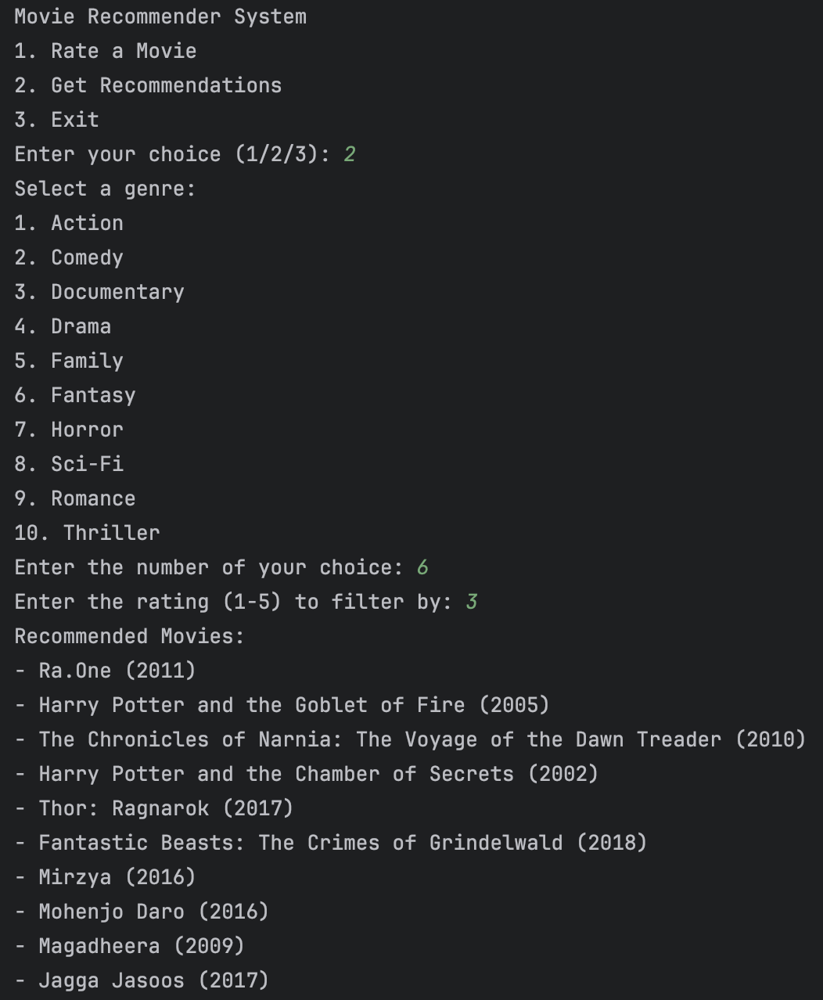 Movie Recommender System
1. Rate a Movie
2. Get Recommendations
3. Exit
Enter your choice (1/2/3): 2
Select a genre:
1. Action
2. Comedy
3. Documentary
4. Drama
5. Family
6. Fantasy
7. Horror
8. Sci-Fi
9. Romance
10. Thriller
Enter the number of your choice: 6
Enter the rating (1-5) to filter by: 3
Recommended Movies:
- Ra.One (2011)
- Harry Potter and the Goblet of Fire (2005)
- The Chronicles of Narnia: The Voyage of the Dawn Treader (2010)
- Harry Potter and the Chamber of Secrets (2002)
- Thor: Ragnarok (2017)
- Fantastic Beasts: The Crimes of Grindelwald (2018)
- Mirzya (2016)
- Mohenjo Daro (2016)
- Magadheera (2009)
- Jagga Jasoos (2017)